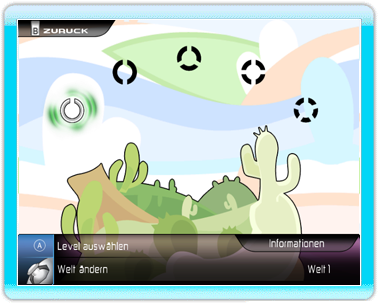 B ZURÜCK
A Level auswählen
Informationen
Welt ändern
Welt 1